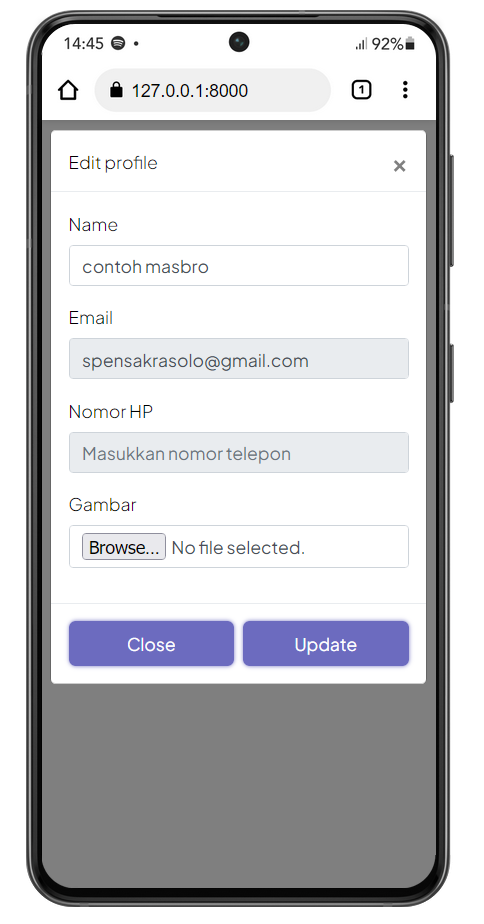 14:45
92%
127.0.0.1:8000
1
Edit profile
×
Name
contoh masbro
Email
spensakrasolo@gmail.com
Nomor HP
Masukkan nomor telepon
Gambar
Browse... No file selected.
Close Update